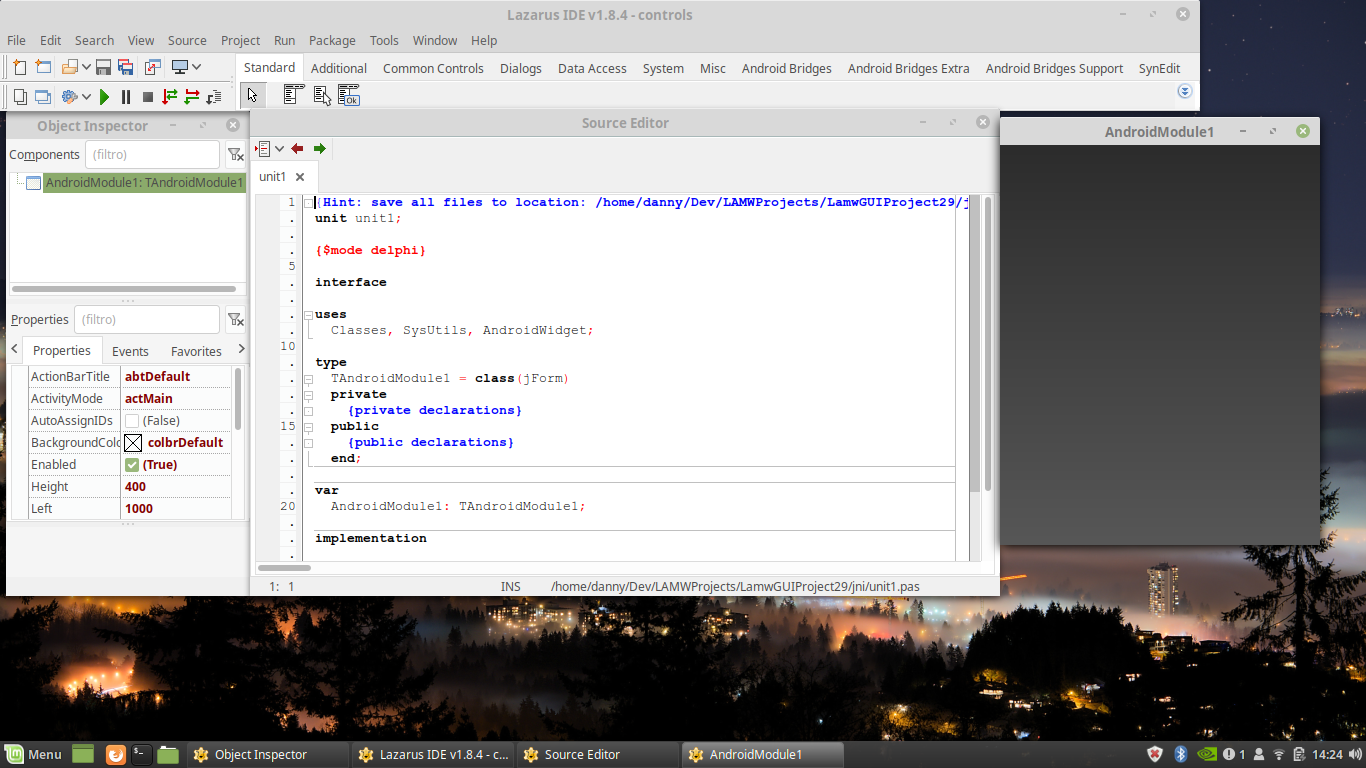 Lazarus IDE v1.8.4 - controls
File Edit Search View Source Project Run Package Tools Window Help
Standard Additional Common Controls Dialogs Data Access System Misc Android Bridges Android Bridges Extra Android Bridges Support SynEdit
Ok
Object Inspector
Components (filtro)
AndroidModule1: TAndroidModule1
Properties (filtro)
Properties Events Favorites
ActionBarTitle abtDefault
ActivityMode actMain
AutoAssignIDs (False)
BackgroundColo colbrDefault
Enabled (True)
Height 400
Left 1000
Source Editor
unit1
1 {Hint: save all files to location: /home/danny/Dev/LAMWProjects/LamwGUIProject29/j
. unit unit1;
.
. {$mode delphi}
5
. interface
.
. uses
. Classes, SysUtils, AndroidWidget;
10
. type
. TAndroidModule1 = class(jForm)
. private
. {private declarations}
15 public
. {public declarations}
. end;
.
. var
20 AndroidModule1: TAndroidModule1;
.
. implementation
.
1: 1 INS /home/danny/Dev/LAMWProjects/LamwGUIProject29/jni/unit1.pas
AndroidModule1
Menu Object Inspector Lazarus IDE v1.8.4 - c... Source Editor AndroidModule1 1 14:24